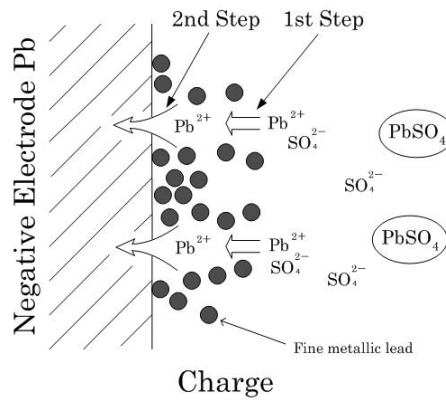 2nd Step
1st Step
Negative Electrode Pb
Pb²⁺
Pb²⁺
SO₄²⁻
PbSO₄
SO₄²⁻
Pb²⁺
Pb²⁺
SO₄²⁻
PbSO₄
SO₄²⁻
Fine metallic lead
Charge